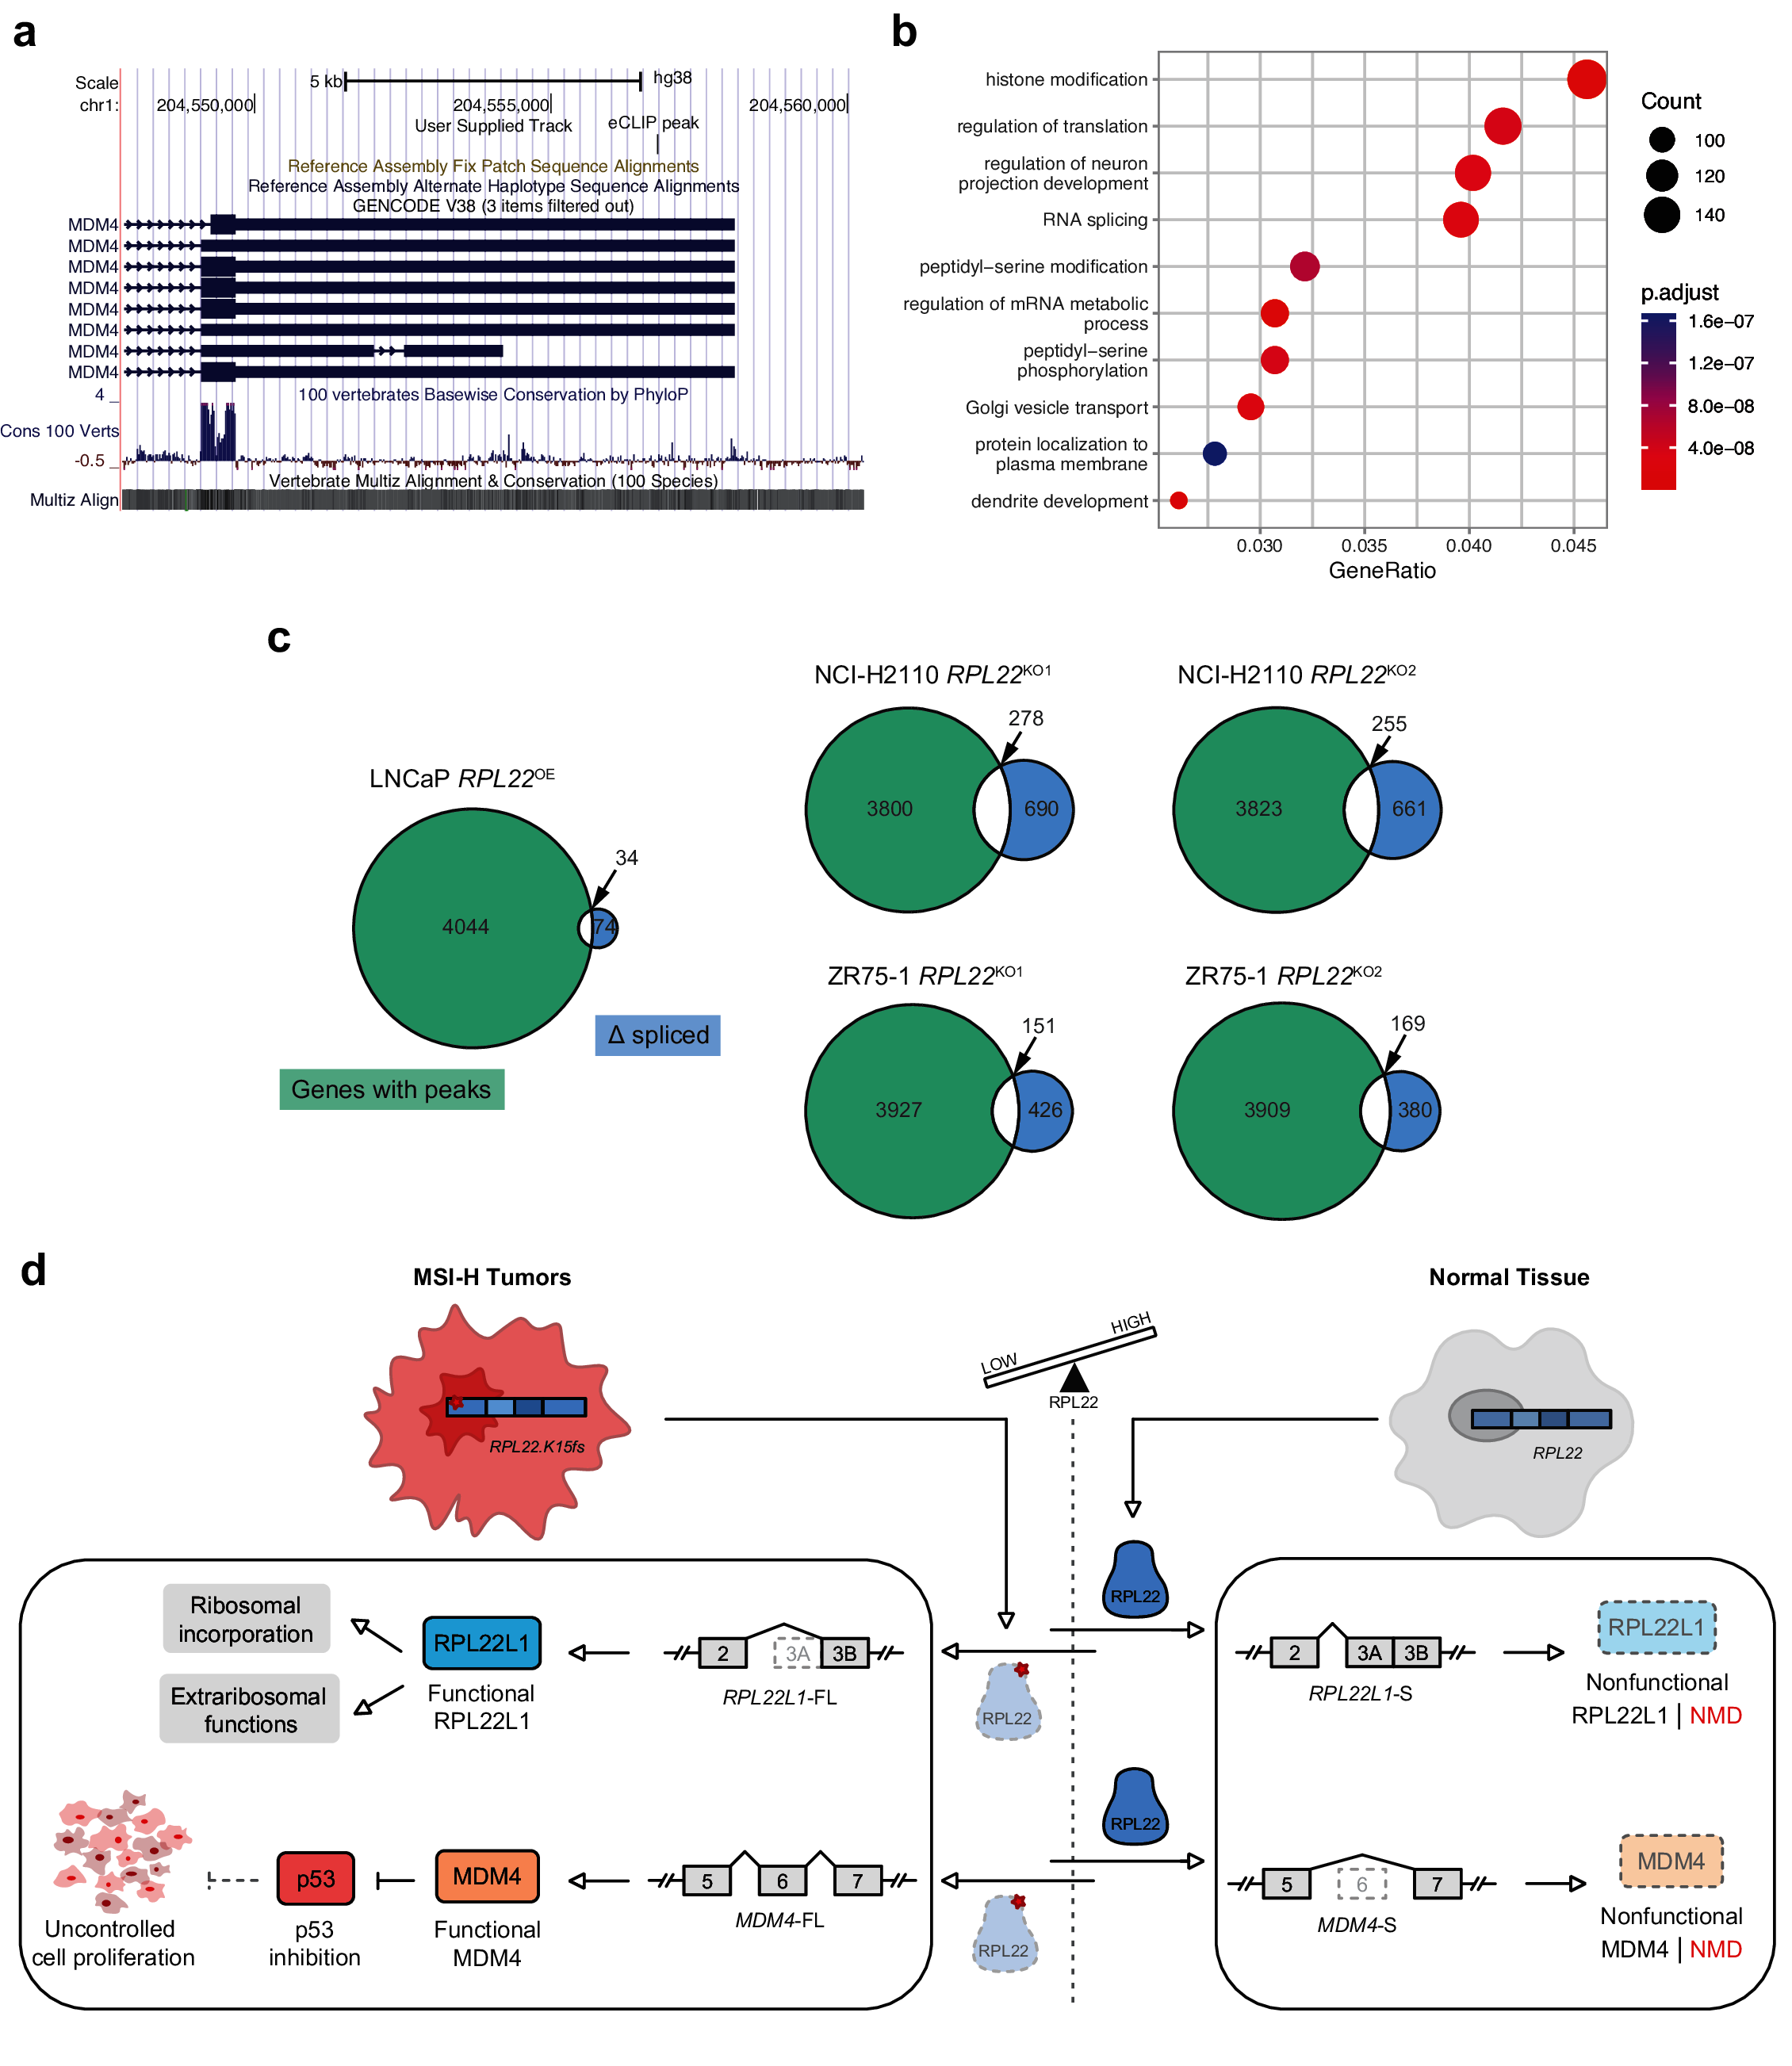 a
Scale
5 kb
hg38
chr1:
204,550,000
204,555,000
204,560,000
User Supplied Track
eCLIP peak
Reference Assembly Fix Patch Sequence Alignments
Reference Assembly Alternate Haplotype Sequence Alignments
GENCODE V38 (3 items filtered out)
MDM4
MDM4
MDM4
MDM4
MDM4
MDM4
MDM4
MDM4
100 vertebrates Basewise Conservation by PhyloP
4
Cons 100 Verts
-0.5
Vertebrate Multiz Alignment & Conservation (100 Species)
Multiz Align
b
histone modification
regulation of translation
regulation of neuron
projection development
RNA splicing
peptidyl−serine modification
regulation of mRNA metabolic
process
peptidyl−serine
phosphorylation
Golgi vesicle transport
protein localization to
plasma membrane
dendrite development
0.030
0.035
0.040
0.045
GeneRatio
Count
100
120
140
p.adjust
1.6e−07
1.2e−07
8.0e−08
4.0e−08
c
LNCaP RPL22OE
4044
34
74
Δ spliced
Genes with peaks
NCI-H2110 RPL22KO1
278
3800
690
NCI-H2110 RPL22KO2
255
3823
661
ZR75-1 RPL22KO1
151
3927
426
ZR75-1 RPL22KO2
169
3909
380
d
MSI-H Tumors
Normal Tissue
LOW
HIGH
RPL22
RPL22.K15fs
RPL22
Ribosomal
incorporation
Extraribosomal
functions
RPL22L1
Functional
RPL22L1
2
3A
3B
RPL22L1-FL
RPL22
RPL22
2
3A
3B
RPL22L1-S
RPL22L1
Nonfunctional
RPL22L1 | NMD
Uncontrolled
cell proliferation
p53
p53
inhibition
MDM4
Functional
MDM4
5
6
7
MDM4-FL
RPL22
RPL22
5
6
7
MDM4-S
MDM4
Nonfunctional
MDM4 | NMD